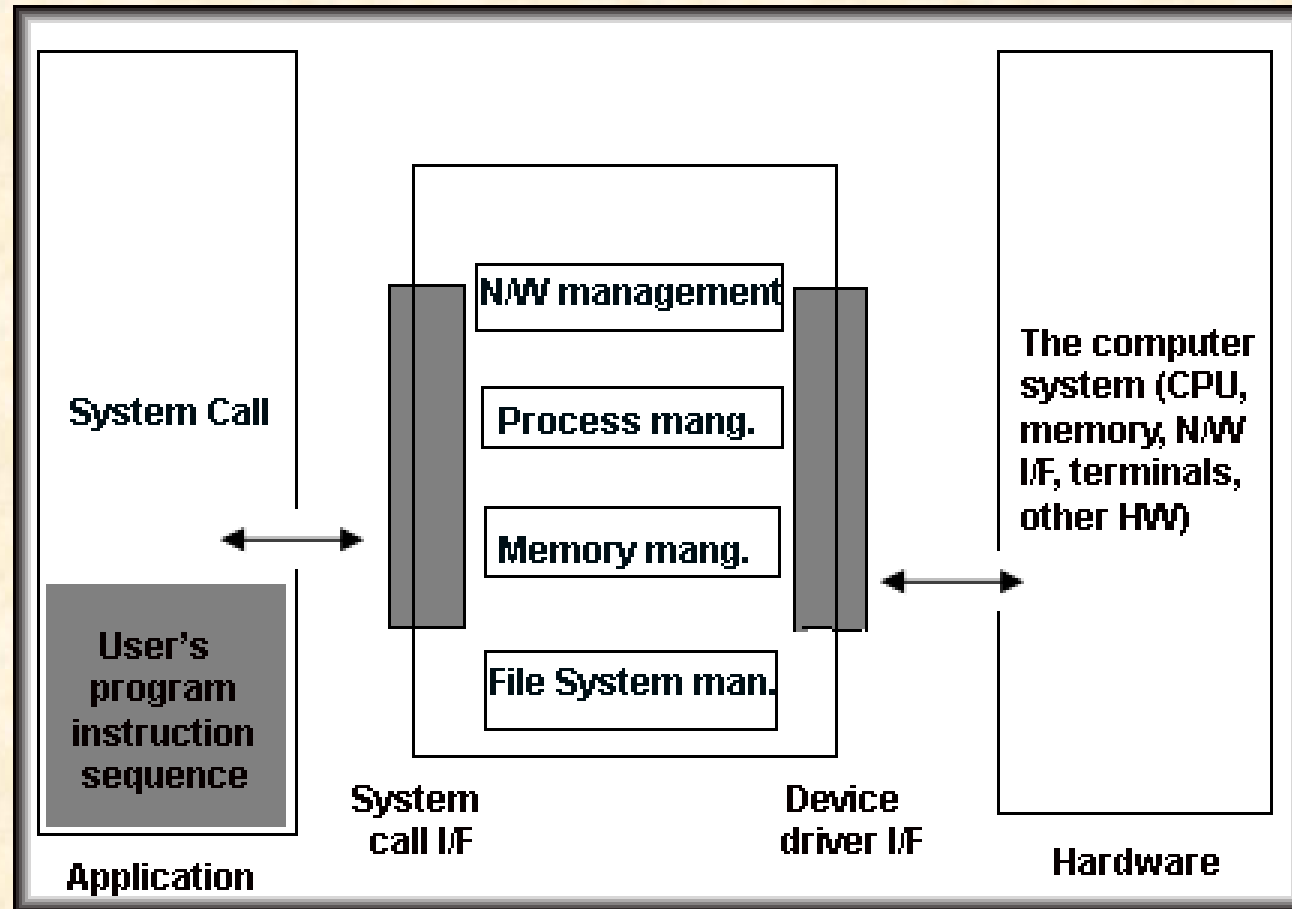 System Call
User's
program
instruction
sequence
Application
N/W management
Process mang.
Memory mang.
File System man.
System
call I/F
Device
driver I/F
The computer
system (CPU,
memory, N/W
I/F, terminals,
other HW)
Hardware